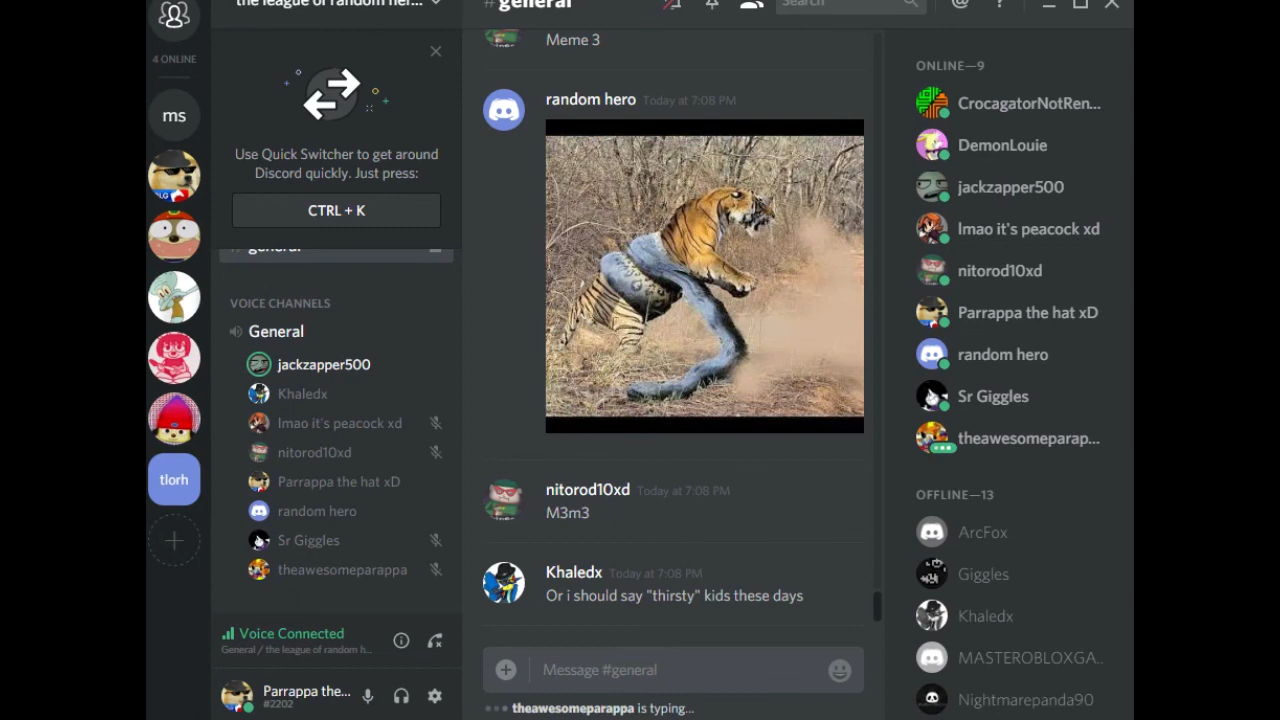 the league of random her...
#general
Search
4 ONLINE
ms
tlorh
Use Quick Switcher to get around
Discord quickly. Just press:
CTRL + K
general
VOICE CHANNELS
General
jackzapper500
Khaledx
lmao it's peacock xd
nitorod10xd
Parrappa the hat xD
random hero
Sr Giggles
theawesomeparappa
Voice Connected
General / the league of random h...
Parrappa the...
#2202
Meme 3
random hero Today at 7:08 PM
nitorod10xd Today at 7:08 PM
M3m3
Khaledx Today at 7:08 PM
Or i should say "thirsty" kids these days
Message #general
theawesomeparappa is typing...
ONLINE—9
CrocagatorNotRen...
DemonLouie
jackzapper500
lmao it's peacock xd
nitorod10xd
Parrappa the hat xD
random hero
Sr Giggles
theawesomeparap...
OFFLINE—13
ArcFox
Giggles
Khaledx
MASTEROBLOXGA..
Nightmarepanda90